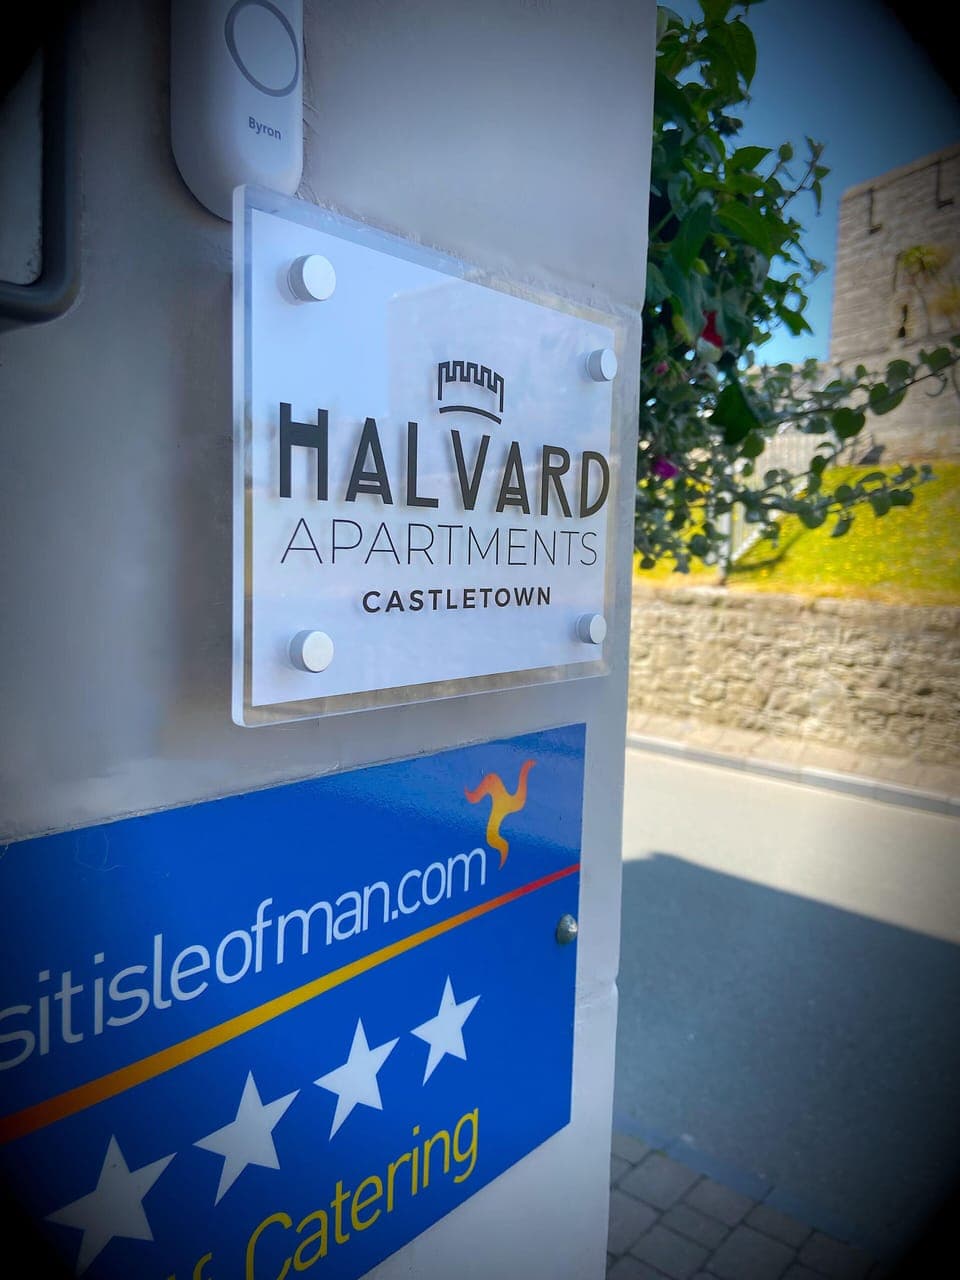 Byron
HALVARD
APARTMENTS
CASTLETOWN
sitisleofman.com
f Catering